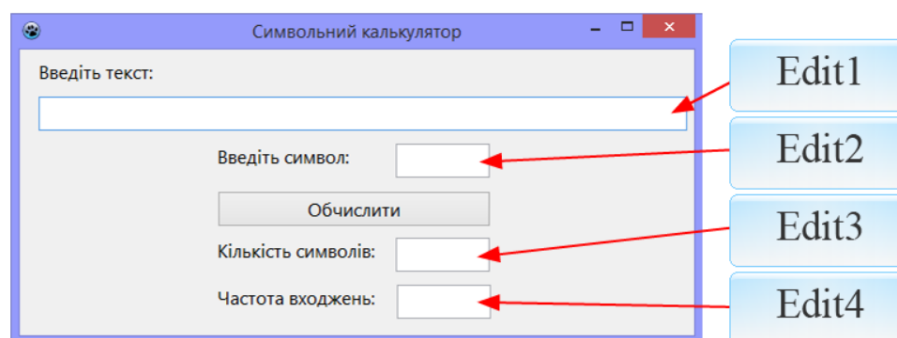 Символьний калькулятор
Введіть текст:
Edit1
Введіть символ:
Edit2
Обчислити
Кількість символів:
Edit3
Частота входжень:
Edit4